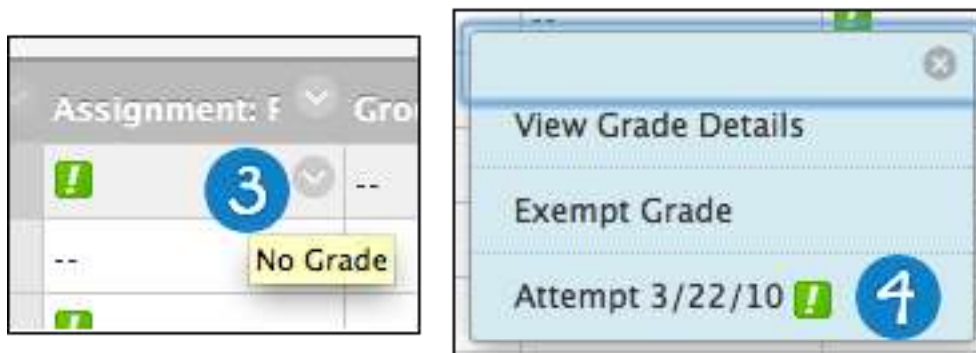 Assignment: F
Gro
!
3
--
--
No Grade
!
--
!
View Grade Details
Exempt Grade
Attempt 3/22/10 !
4